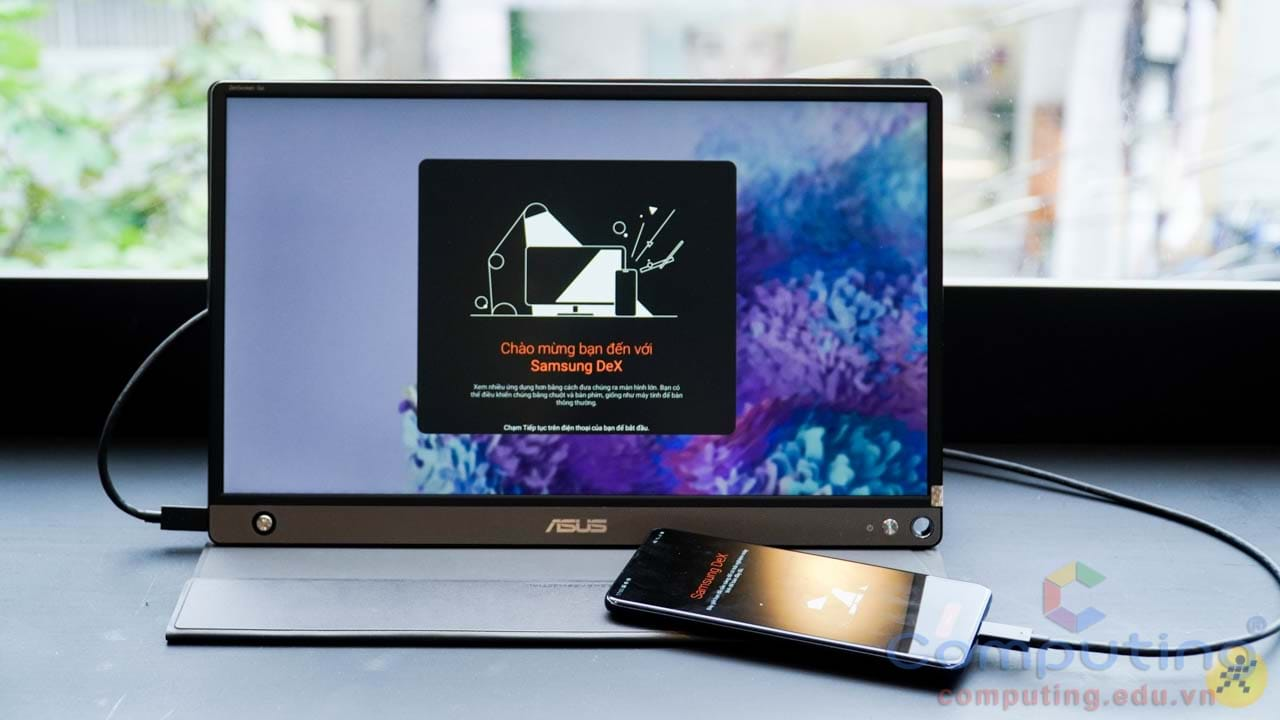 ZenScreen Go
Chào mừng bạn đến với
Samsung DeX
Xem nhiều ứng dụng hơn bằng cách đưa chúng ra màn hình lớn. Bạn có
thể điều khiển chúng bằng chuột và bàn phím, giống như máy tính để bàn
thông thường.
Chạm Tiếp tục trên điện thoại của bạn để bắt đầu.
ASUS
Samsung DeX
Computing®
computing.edu.vn